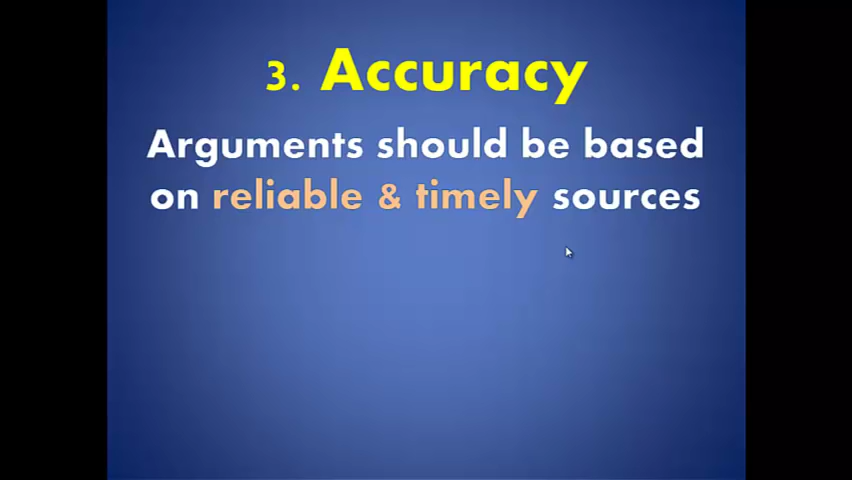 3. Accuracy
Arguments should be based
on reliable & timely sources